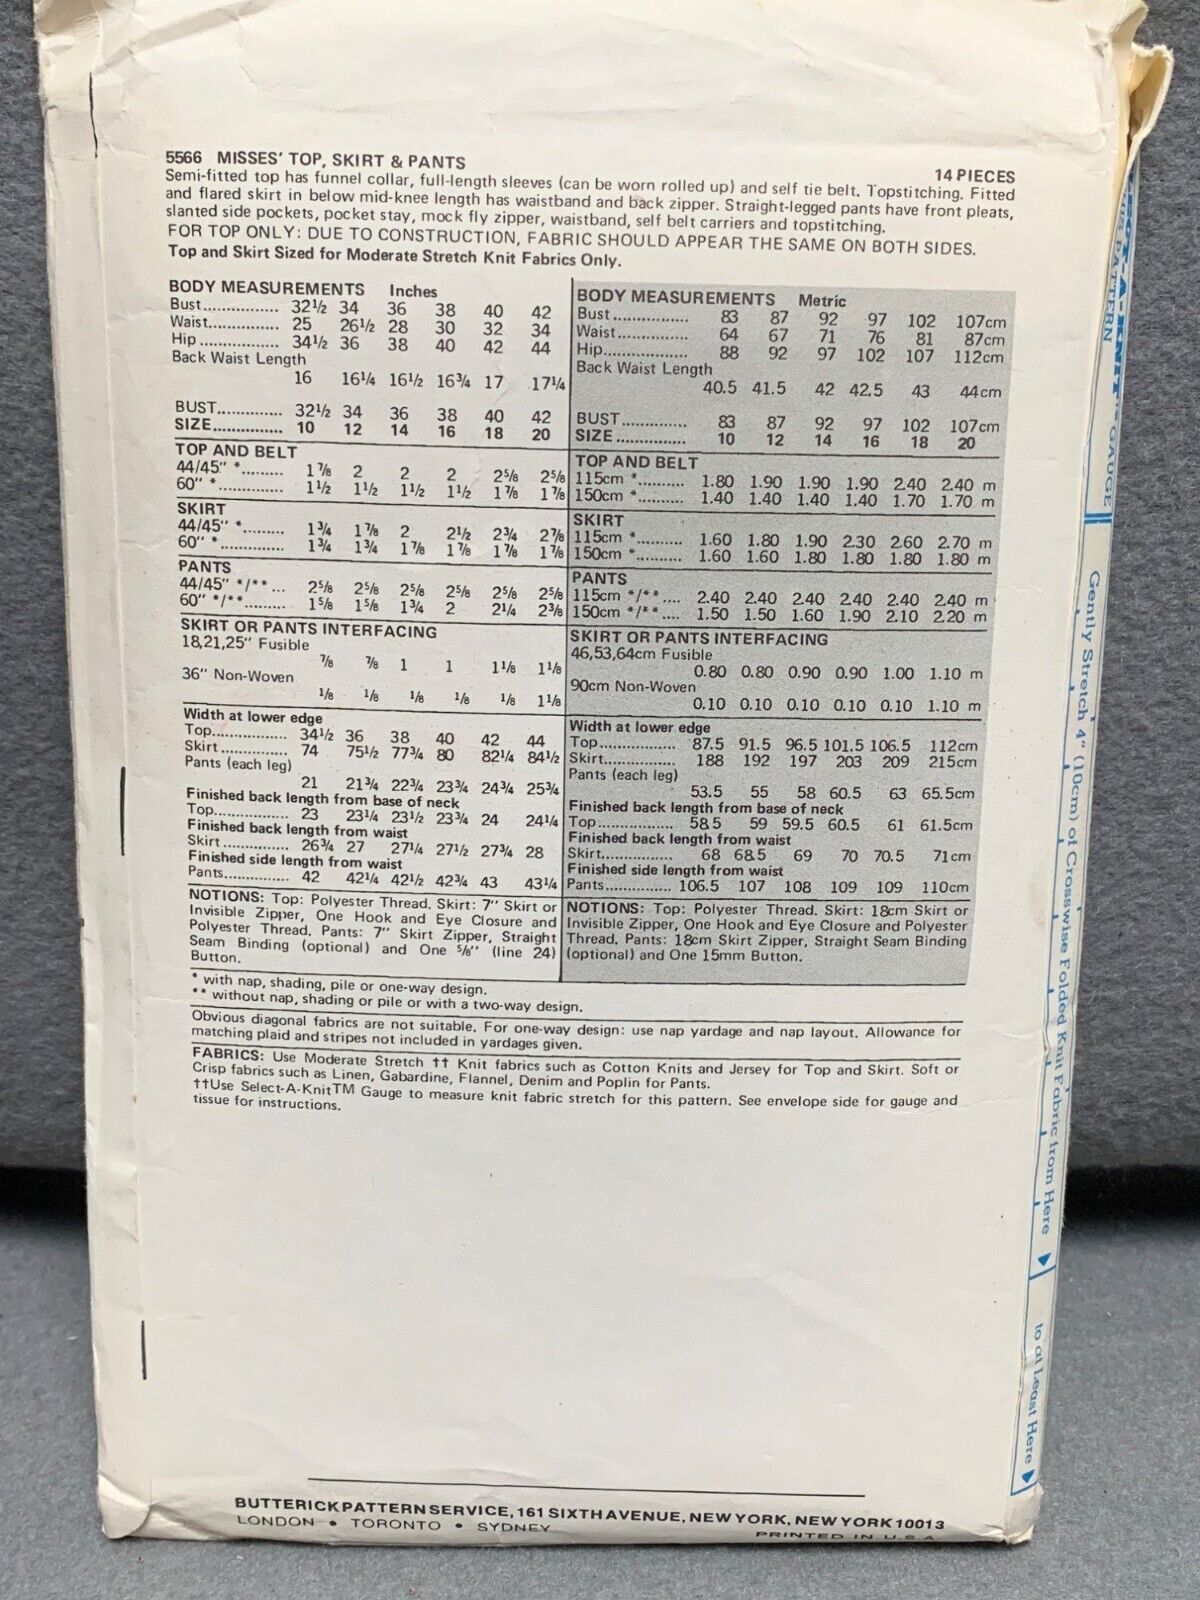 5566 MISSES' TOP, SKIRT & PANTS
14 PIECES
Semi-fitted top has funnel collar, full-length sleeves (can be worn rolled up) and self tie belt. Topstitching. Fitted
and flared skirt in below mid-knee length has waistband and back zipper. Straight-legged pants have front pleats,
slanted side pockets, pocket stay, mock fly zipper, waistband, self belt carriers and topstitching.
FOR TOP ONLY: DUE TO CONSTRUCTION, FABRIC SHOULD APPEAR THE SAME ON BOTH SIDES.
Top and Skirt Sized for Moderate Stretch Knit Fabrics Only.
BODY MEASUREMENTS Inches
Bust................ 32½ 34 36 38 40 42
Waist............... 25 26½ 28 30 32 34
Hip ................ 34½ 36 38 40 42 44
Back Waist Length
16 16¼ 16½ 16¾ 17 17¼
BUST.............. 32½ 34 36 38 40 42
SIZE............... 10 12 14 16 18 20
TOP AND BELT
44/45" *......... 1⅞ 2 2 2 2⅝ 2⅝
60" *.............. 1½ 1½ 1½ 1½ 1⅞ 1⅞
SKIRT
44/45" *......... 1¾ 1⅞ 2 2½ 2¾ 2⅞
60" *.............. 1¾ 1¾ 1⅞ 1⅞ 1⅞ 1⅞
PANTS
44/45" */** ... 2⅝ 2⅝ 2⅝ 2⅝ 2⅝ 2⅝
60" */**......... 1⅝ 1⅝ 1¾ 2 2¼ 2⅜
SKIRT OR PANTS INTERFACING
18,21,25" Fusible
⅞ ⅞ 1 1 1⅛ 1⅛
36" Non-Woven
⅛ ⅛ ⅛ ⅛ ⅛ 1⅛
Width at lower edge
Top................. 34½ 36 38 40 42 44
Skirt ............... 74 75½ 77¾ 80 82¼ 84½
Pants (each leg)
21 21¾ 22¾ 23¾ 24¾ 25¾
Finished back length from base of neck
Top................. 23 23¼ 23½ 23¾ 24 24¼
Finished back length from waist
Skirt ............... 26¾ 27 27¼ 27½ 27¾ 28
Finished side length from waist
Pants.............. 42 42¼ 42½ 42¾ 43 43¼
NOTIONS: Top: Polyester Thread. Skirt: 7" Skirt or
Invisible Zipper, One Hook and Eye Closure and
Polyester Thread. Pants: 7" Skirt Zipper, Straight
Seam Binding (optional) and One ⅝" (line 24)
Button.
BODY MEASUREMENTS Metric
Bust ................ 83 87 92 97 102 107cm
Waist................ 64 67 71 76 81 87cm
Hip.................. 88 92 97 102 107 112cm
Back Waist Length
40.5 41.5 42 42.5 43 44cm
BUST.............. 83 87 92 97 102 107cm
SIZE ............... 10 12 14 16 18 20
TOP AND BELT
115cm *.......... 1.80 1.90 1.90 1.90 2.40 2.40 m
150cm *.......... 1.40 1.40 1.40 1.40 1.70 1.70 m
SKIRT
115cm *.......... 1.60 1.80 1.90 2.30 2.60 2.70 m
150cm *.......... 1.60 1.60 1.80 1.80 1.80 1.80 m
PANTS
115cm */**.... 2.40 2.40 2.40 2.40 2.40 2.40 m
150cm */** .... 1.50 1.50 1.60 1.90 2.10 2.20 m
SKIRT OR PANTS INTERFACING
46,53,64cm Fusible
0.80 0.80 0.90 0.90 1.00 1.10 m
90cm Non-Woven
0.10 0.10 0.10 0.10 0.10 1.10 m
Width at lower edge
Top................. 87.5 91.5 96.5 101.5 106.5 112cm
Skirt................ 188 192 197 203 209 215cm
Pants (each leg)
53.5 55 58 60.5 63 65.5cm
Finished back length from base of neck
Top................. 58.5 59 59.5 60.5 61 61.5cm
Finished back length from waist
Skirt................ 68 68.5 69 70 70.5 71cm
Finished side length from waist
Pants............... 106.5 107 108 109 109 110cm
NOTIONS: Top: Polyester Thread. Skirt: 18cm Skirt or
Invisible Zipper, One Hook and Eye Closure and Polyester
Thread. Pants: 18cm Skirt Zipper, Straight Seam Binding
(optional) and One 15mm Button.
* with nap, shading, pile or one-way design.
** without nap, shading or pile or with a two-way design.
Obvious diagonal fabrics are not suitable. For one-way design: use nap yardage and nap layout. Allowance for
matching plaid and stripes not included in yardages given.
FABRICS: Use Moderate Stretch †† Knit fabrics such as Cotton Knits and Jersey for Top and Skirt. Soft or
Crisp fabrics such as Linen, Gabardine, Flannel, Denim and Poplin for Pants.
††Use Select-A-Knit™ Gauge to measure knit fabric stretch for this pattern. See envelope side for gauge and
tissue for instructions.
BUTTERICK PATTERN SERVICE, 161 SIXTH AVENUE, NEW YORK, NEW YORK 10013
LONDON • TORONTO • SYDNEY
PRINTED IN U.S.A.
PATTERN
GAUGE
Gently Stretch 4" (10cm) of Crosswise Folded Knit Fabric from Here
to at Least Here